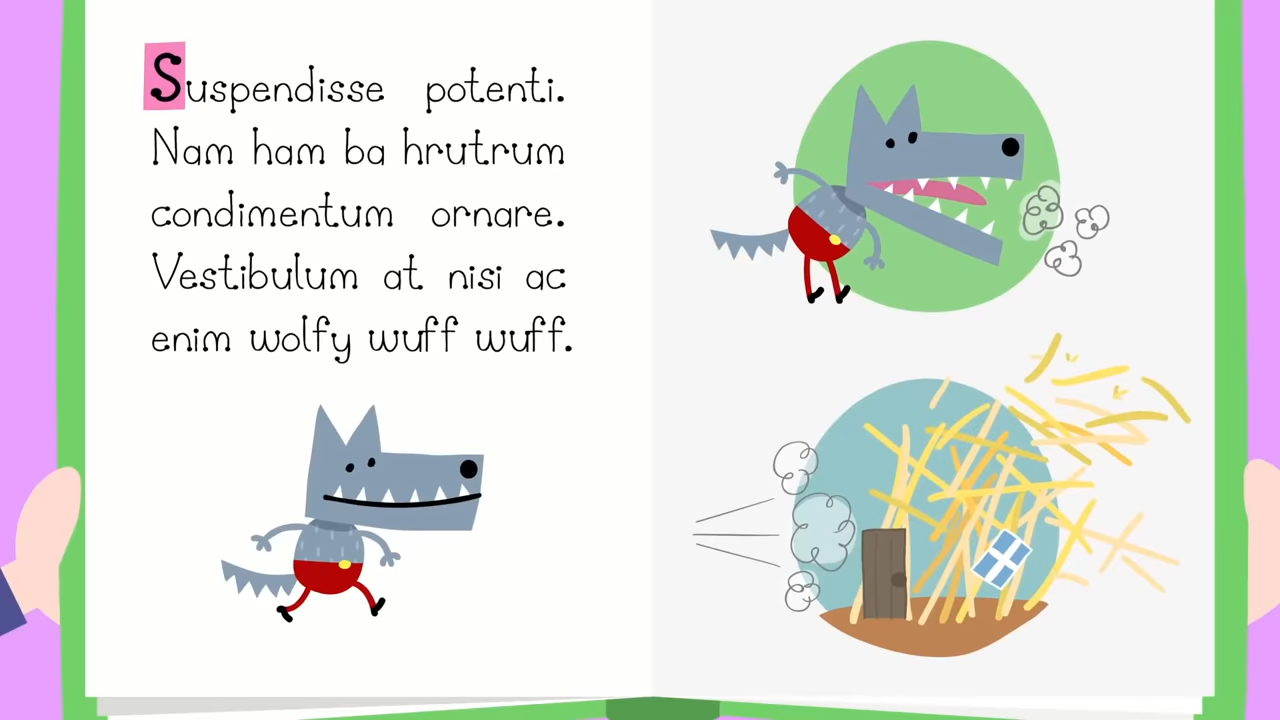 Suspendisse potenti.
Nam ham ba hrutrum
condimentum ornare.
Vestibulum at nisi ac
enim wolfy wuff wuff.